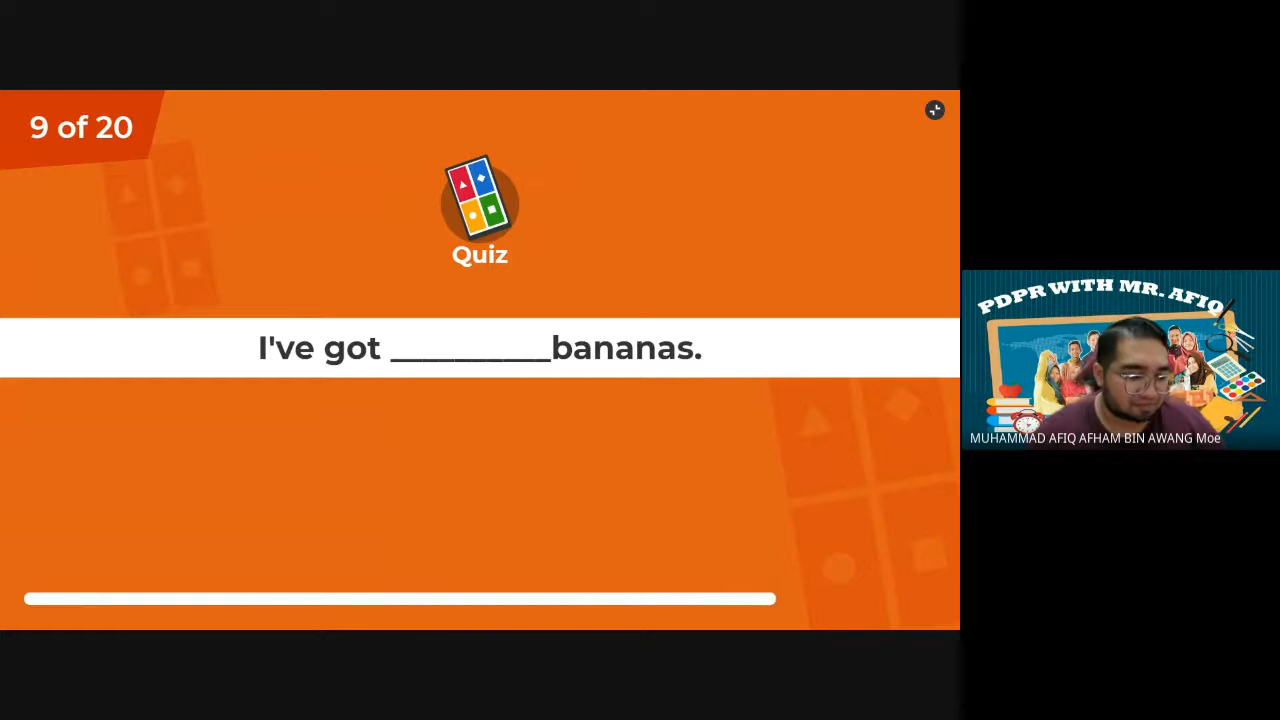 9 of 20
Quiz
I've got __________bananas.
PDPR WITH MR. AFIQ
MUHAMMAD AFIQ AFHAM BIN AWANG Moe